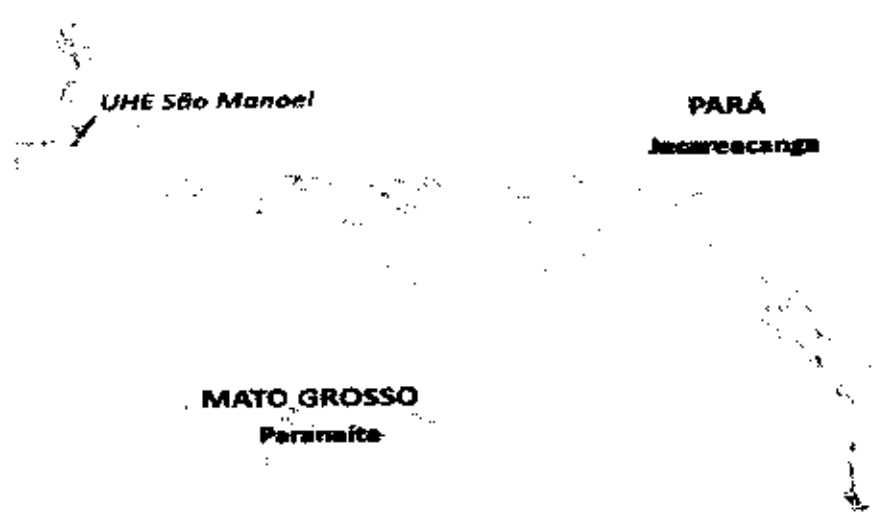 UHE São Manoel
PARÁ
Jacareacanga
MATO GROSSO
Paranaíta